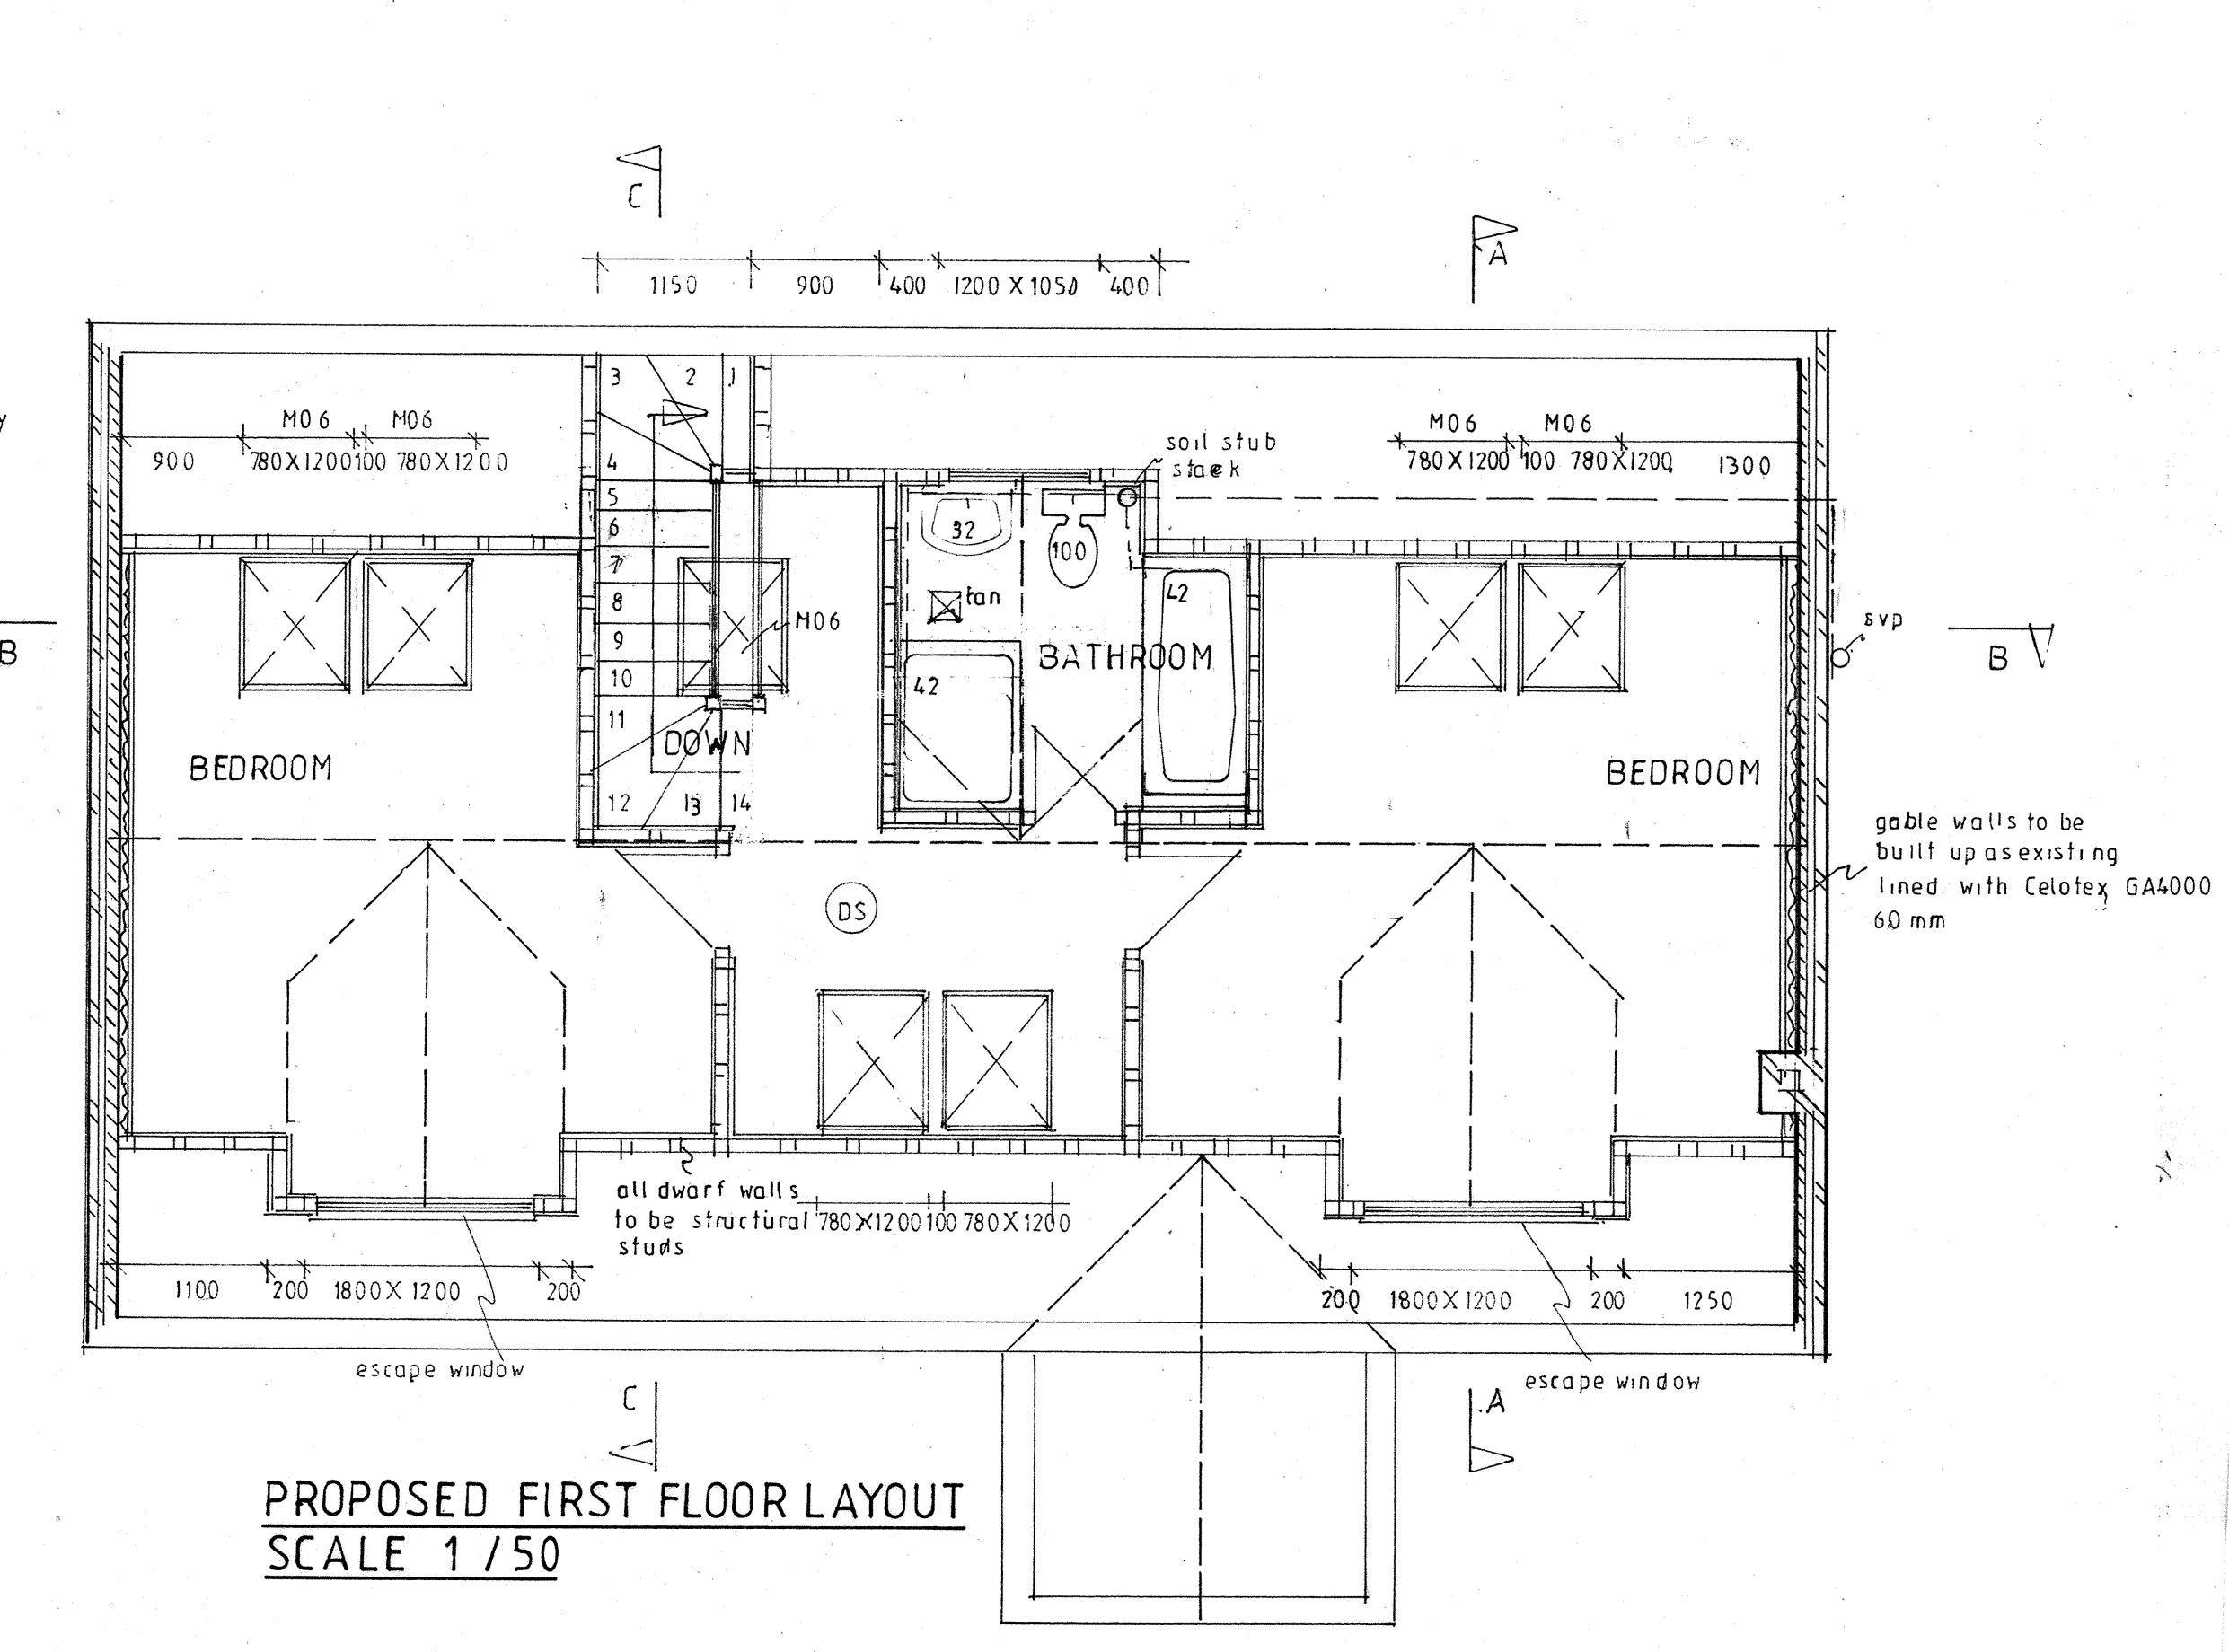 C
A
1150 900 400 1200 X 1050 400
3 2 1
M06 M06
900 780X1200 100 780X1200
4
soil stub
stack
M06 M06
780X1200 100 780X1200 1300
5
6
32
100
7
8
42
fan
M06
9
svp
B
B
BATHROOM
10
42
11
DOWN
BEDROOM
BEDROOM
12 13 14
gable walls to be
built up as existing
lined with Celotex GA4000
60 mm
DS
all dwarf walls
to be structural
studs
780X1200 100 780X1200
1100 200 1800 X 1200 200
200 1800 X 1200 200 1250
escape window
escape window
C
A
PROPOSED FIRST FLOOR LAYOUT
SCALE 1/50